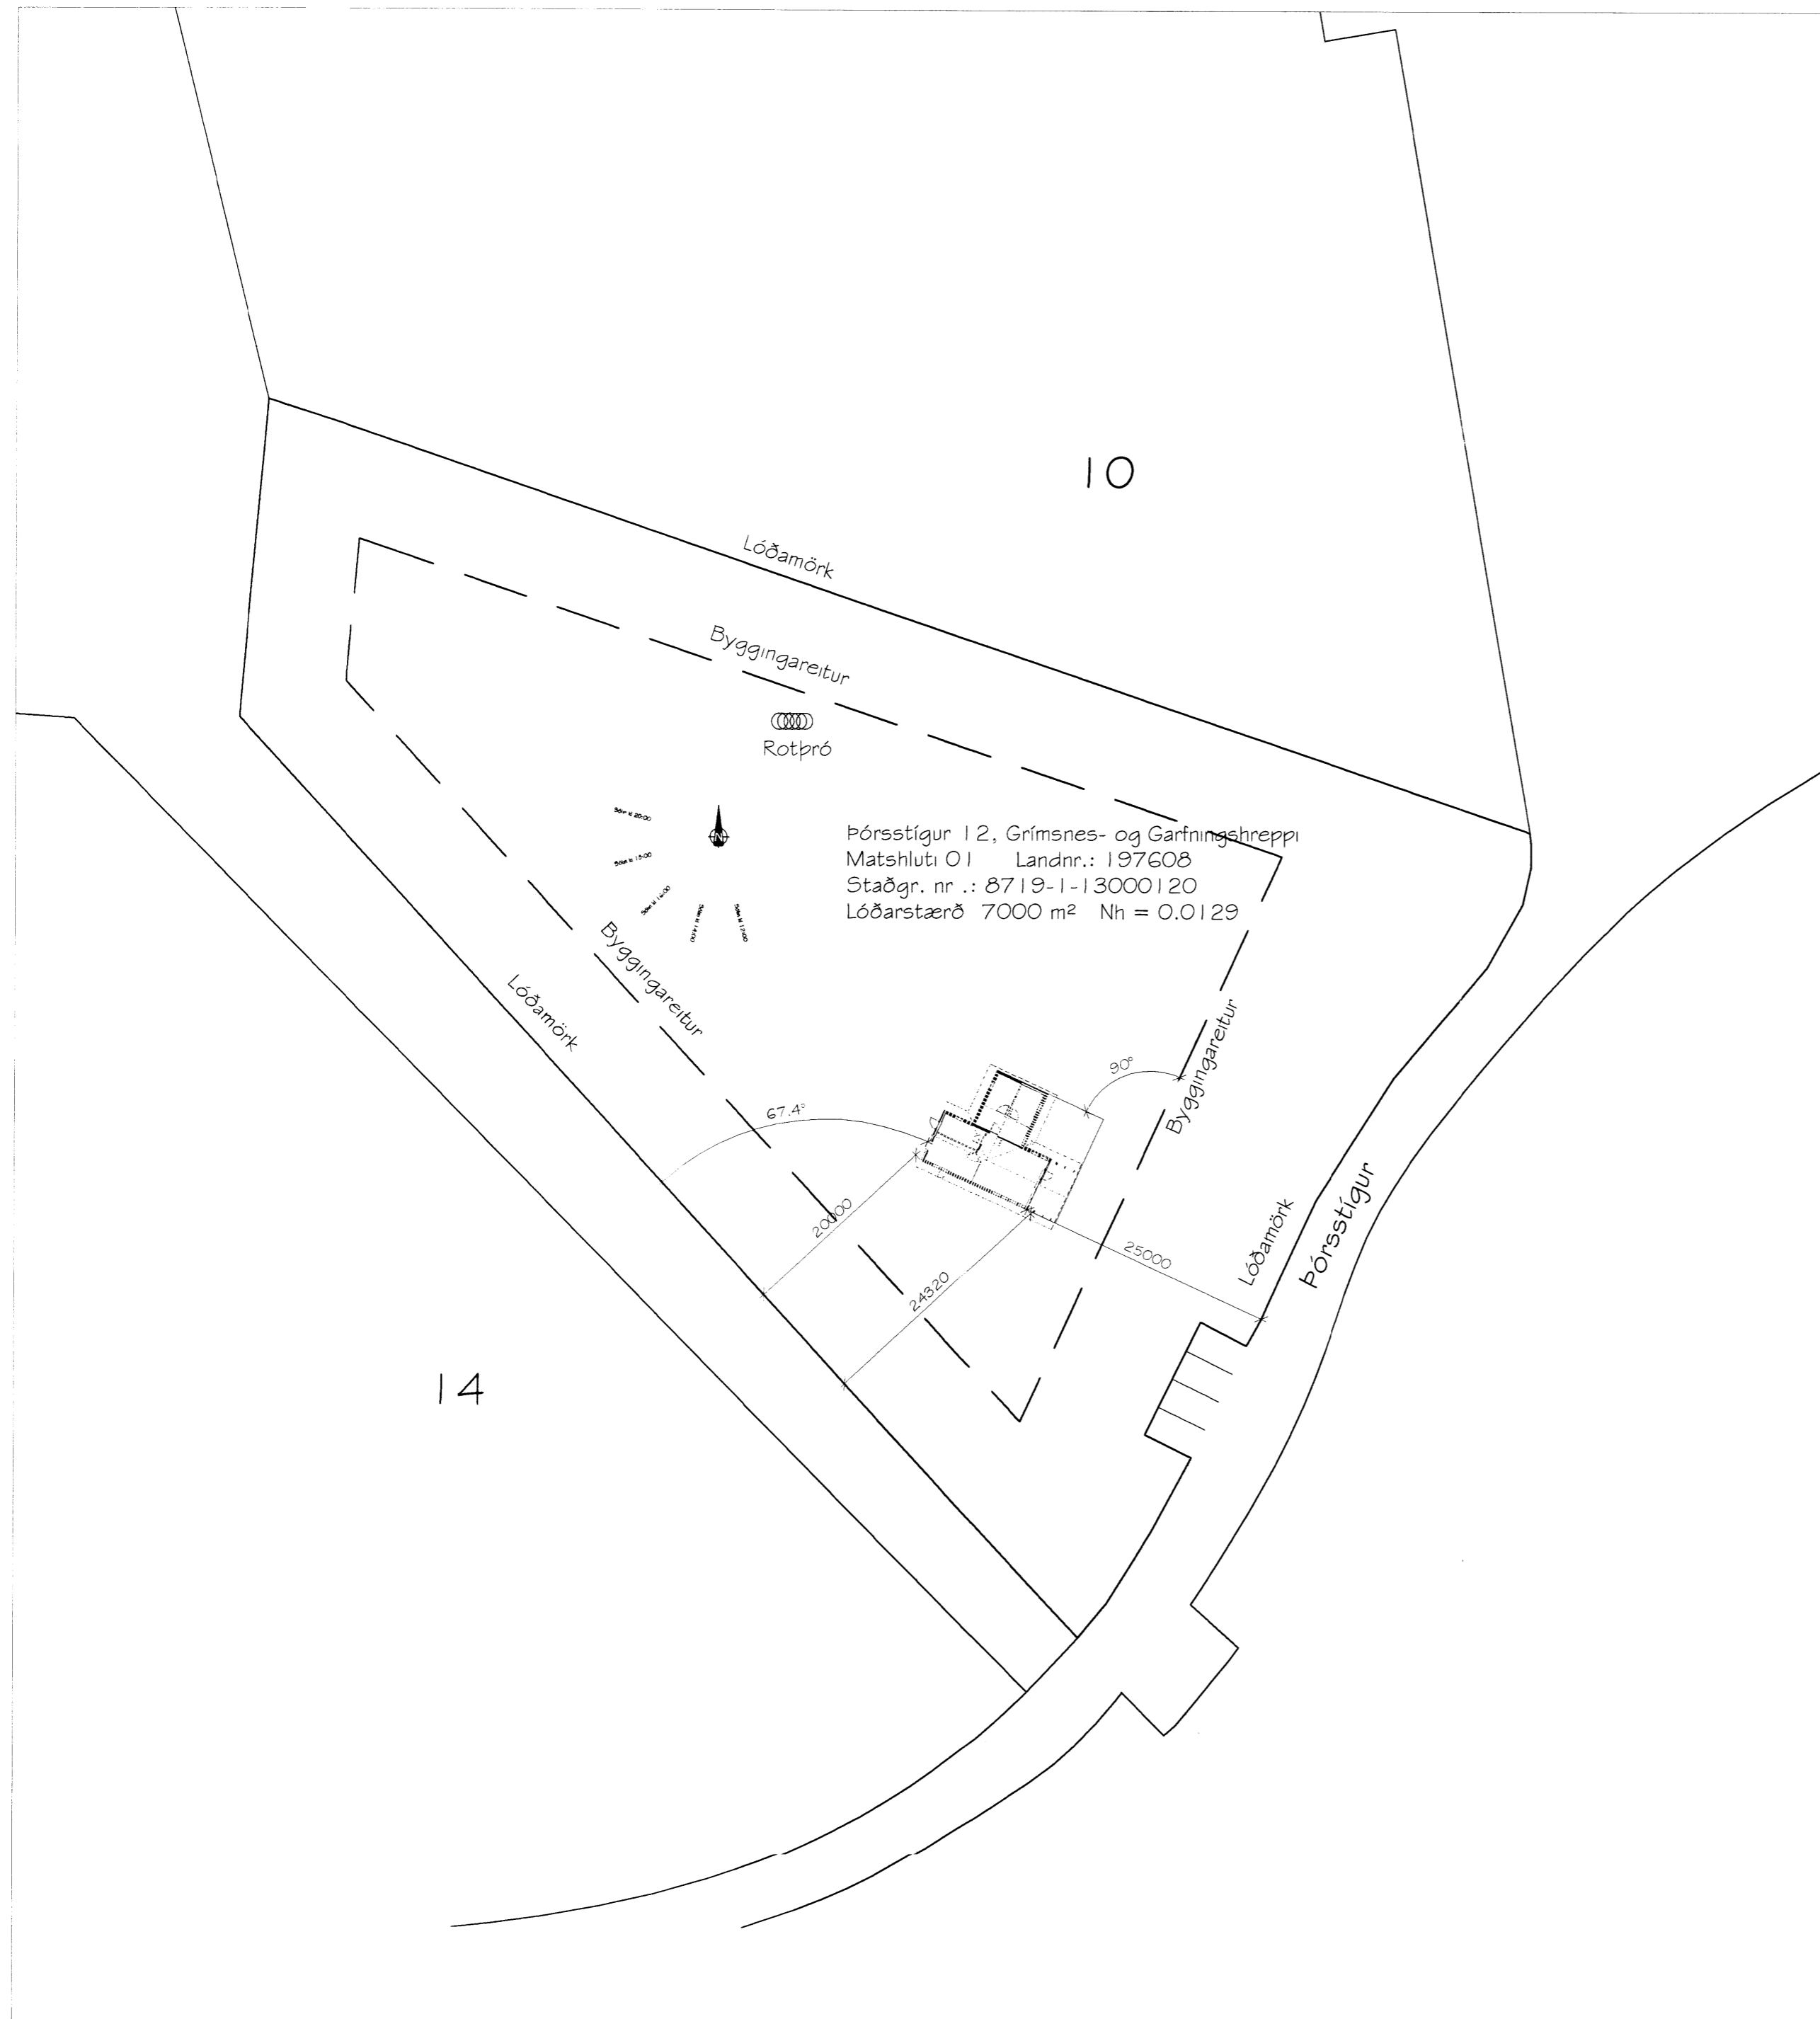 10
Lóðamörk
Byggingareitur
Rotþró
Þórsstígur 12, Grímsnes- og Garfningshreppi
Matshluti 01 Landnr.: 197608
Staðgr. nr .: 8719-1-13000120
Lóðarstærð 7000 m² Nh = 0.0129
N
Byggingareitur
Lóðamörk
Byggingareitur
90°
67.4°
20000
24320
25000
Lóðamörk
Þórsstígur
14